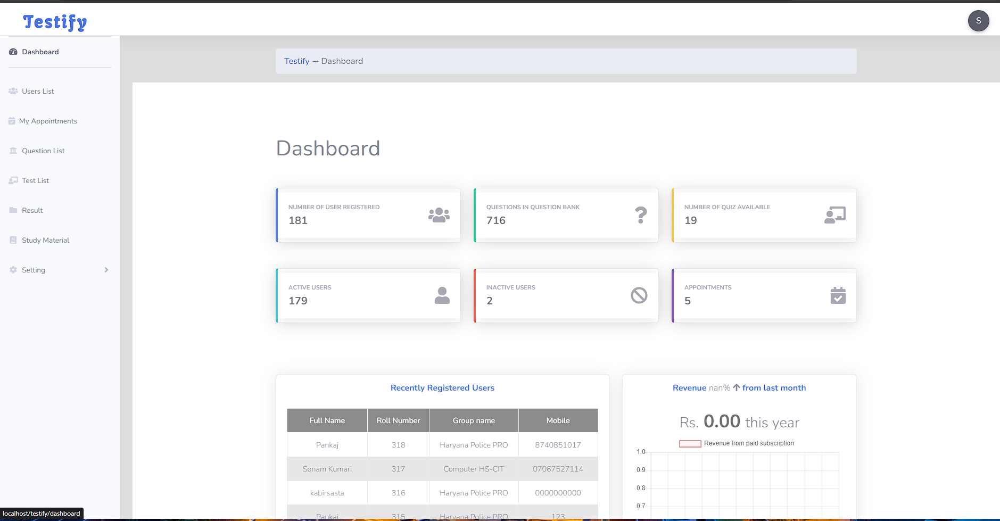 Testify
S
Dashboard
Testify → Dashboard
Users List
My Appointments
Question List
Test List
Result
Study Material
Setting
Dashboard
NUMBER OF USER REGISTERED
181
QUESTIONS IN QUESTION BANK
716
NUMBER OF QUIZ AVAILABLE
19
ACTIVE USERS
179
INACTIVE USERS
2
APPOINTMENTS
5
Recently Registered Users
Full Name Roll Number Group name Mobile
Pankaj 318 Haryana Police PRO 8740851017
Sonam Kumari 317 Computer HS-CIT 07067527114
kabirsasta 316 Haryana Police PRO 0000000000
Pankaj 315 Haryana Police PRO 123
Revenue nan% from last month
Rs. 0.00 this year
Revenue from paid subscription
1.0
0.9
0.8
0.7
localhost/testify/dashboard